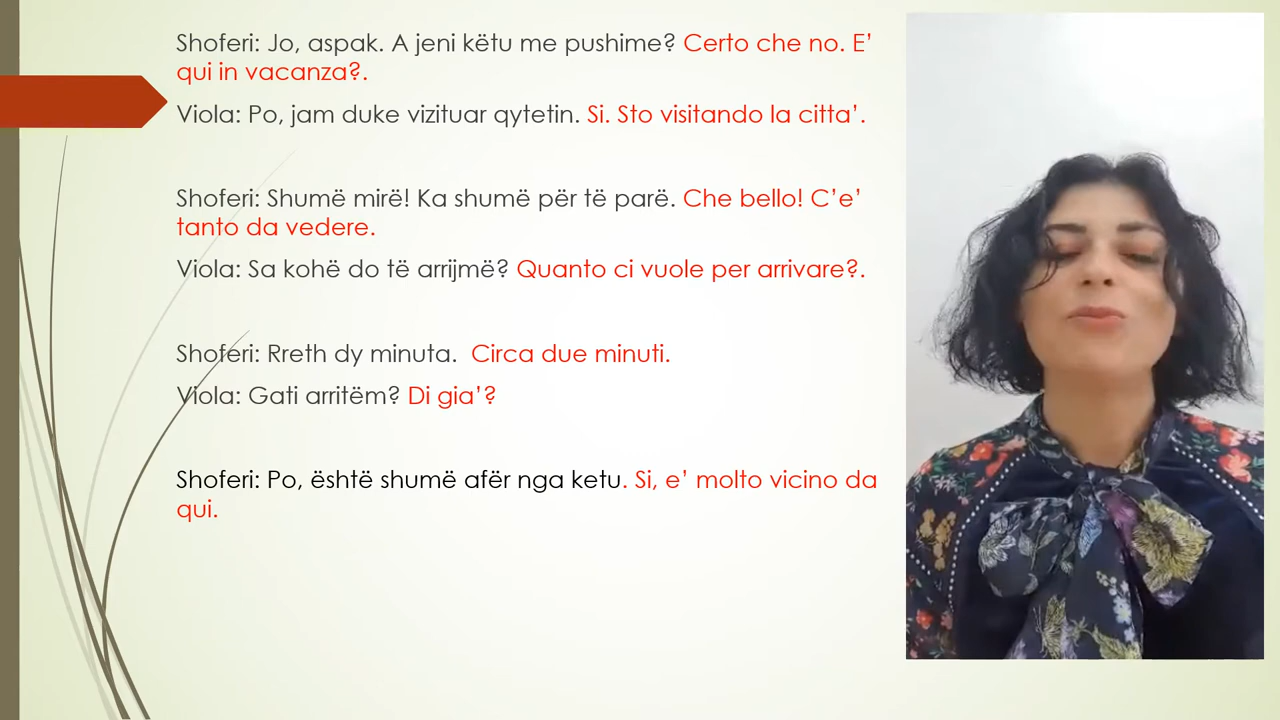 Shoferi: Jo, aspak. A jeni këtu me pushime? Certo che no. E’
qui in vacanza?.
Viola: Po, jam duke vizituar qytetin. Si. Sto visitando la citta’.
Shoferi: Shumë mirë! Ka shumë për të parë. Che bello! C’e’
tanto da vedere.
Viola: Sa kohë do të arrijmë? Quanto ci vuole per arrivare?.
Shoferi: Rreth dy minuta. Circa due minuti.
Viola: Gati arritëm? Di gia’?
Shoferi: Po, është shumë afër nga ketu. Si, e’ molto vicino da
qui.